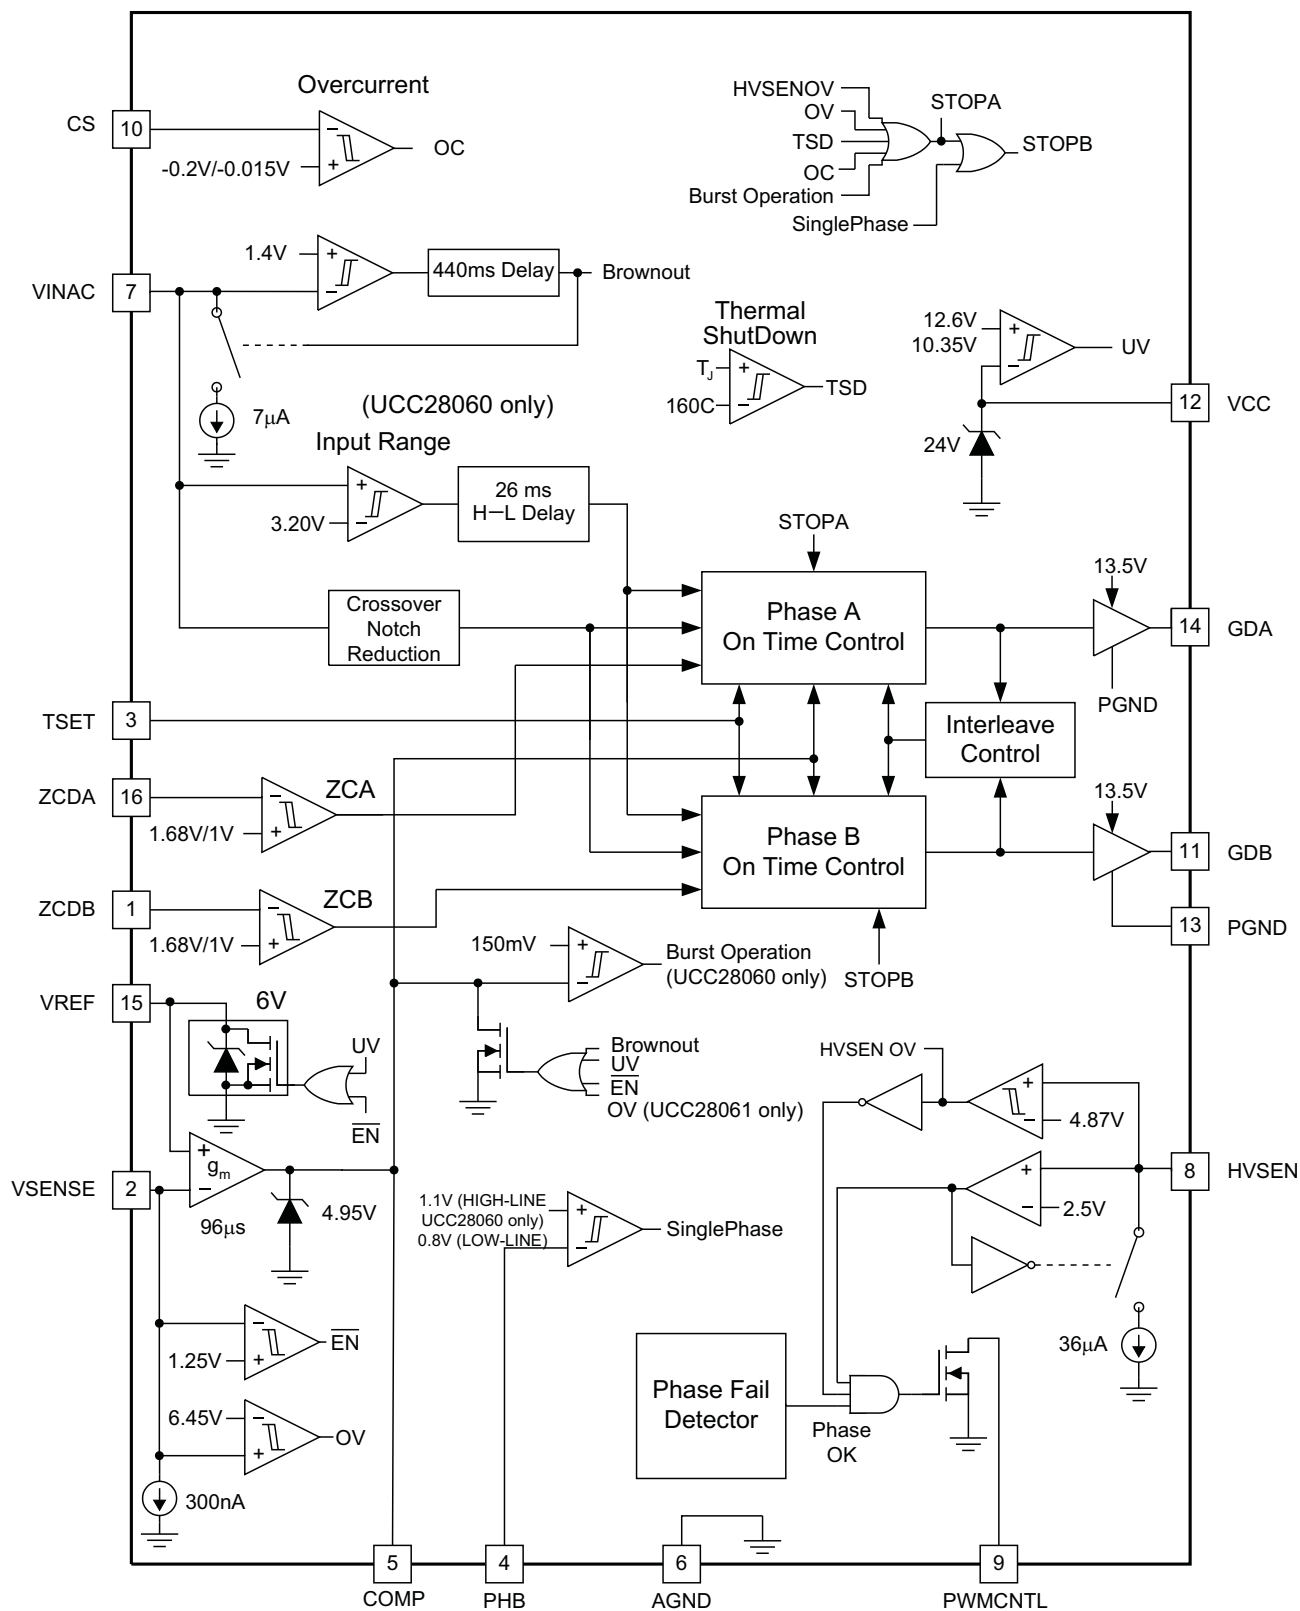 Overcurrent
CS
10
−
+
OC
-0.2V/-0.015V
HVSENOV
OV
TSD
OC
Burst Operation
STOPA
STOPB
SinglePhase
1.4V
+
−
440ms Delay
Brownout
VINAC
7
7μA
Thermal
ShutDown
TJ
+
160C
−
TSD
12.6V
10.35V
+
−
UV
12
VCC
24V
(UCC28060 only)
Input Range
+
3.20V
−
26 ms
H−L Delay
STOPA
Crossover
Notch
Reduction
Phase A
On Time Control
13.5V
14
GDA
PGND
TSET
3
Interleave
Control
ZCDA
16
−
1.68V/1V
+
ZCA
Phase B
On Time Control
13.5V
11
GDB
ZCDB
1
−
1.68V/1V
+
ZCB
13
PGND
STOPB
150mV
+
−
Burst Operation
(UCC28060 only)
VREF
15
6V
UV
EN
Brownout
UV
EN
OV (UCC28061 only)
HVSEN OV
+
−
4.87V
VSENSE
2
+
gm
−
96μs
4.95V
8
HVSEN
+
−
2.5V
1.1V (HIGH-LINE
UCC28060 only)
0.8V (LOW-LINE)
+
−
SinglePhase
36μA
−
1.25V
+
EN
6.45V
−
+
OV
300nA
Phase Fail
Detector
Phase
OK
5
COMP
4
PHB
6
AGND
9
PWMCNTL